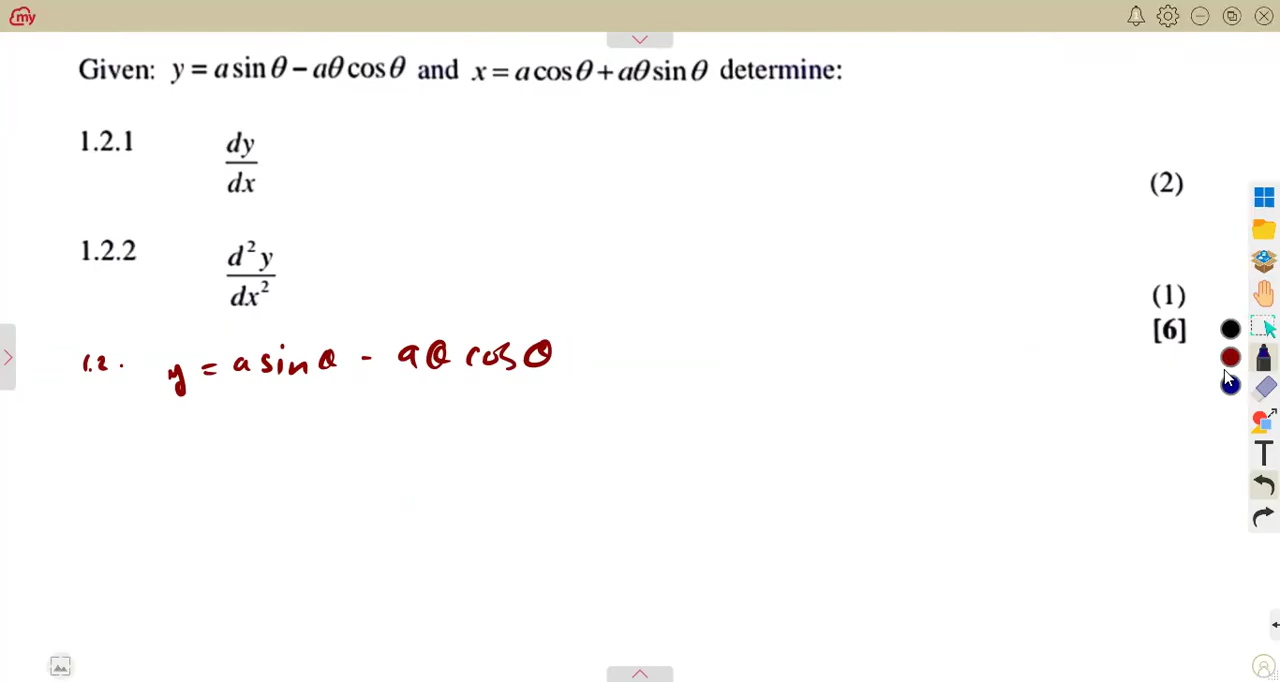 my
Given: y = a sin θ − aθ cos θ and x = a cos θ + aθ sin θ determine:
1.2.1 dy/dx (2)
1.2.2 d²y/dx² (1)
[6]
1.2. y = a sin θ - aθ cos θ
T